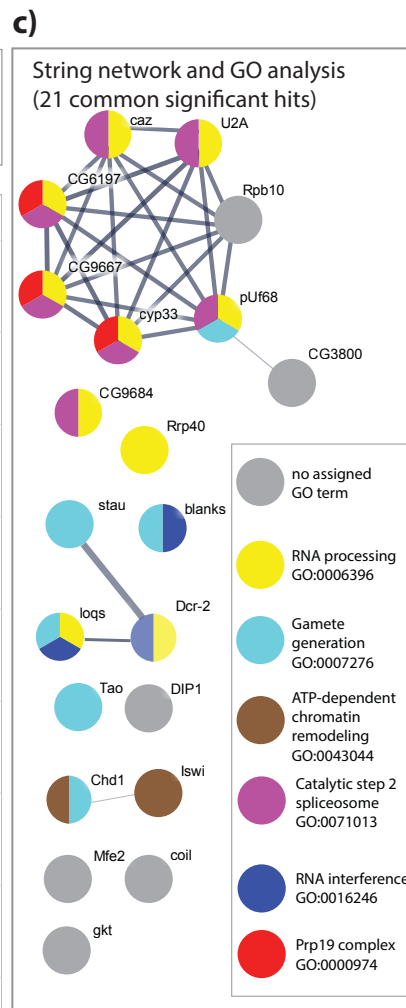 c)
String network and GO analysis
(21 common significant hits)
caz
U2A
CG6197
Rpb10
CG9667
pUf68
cyp33
CG3800
CG9684
Rrp40
stau
blanks
loqs
Dcr-2
Tao
DIP1
Chd1
Iswi
Mfe2
coil
gkt
no assigned
GO term
RNA processing
GO:0006396
Gamete
generation
GO:0007276
ATP-dependent
chromatin
remodeling
GO:0043044
Catalytic step 2
spliceosome
GO:0071013
RNA interference
GO:0016246
Prp19 complex
GO:0000974